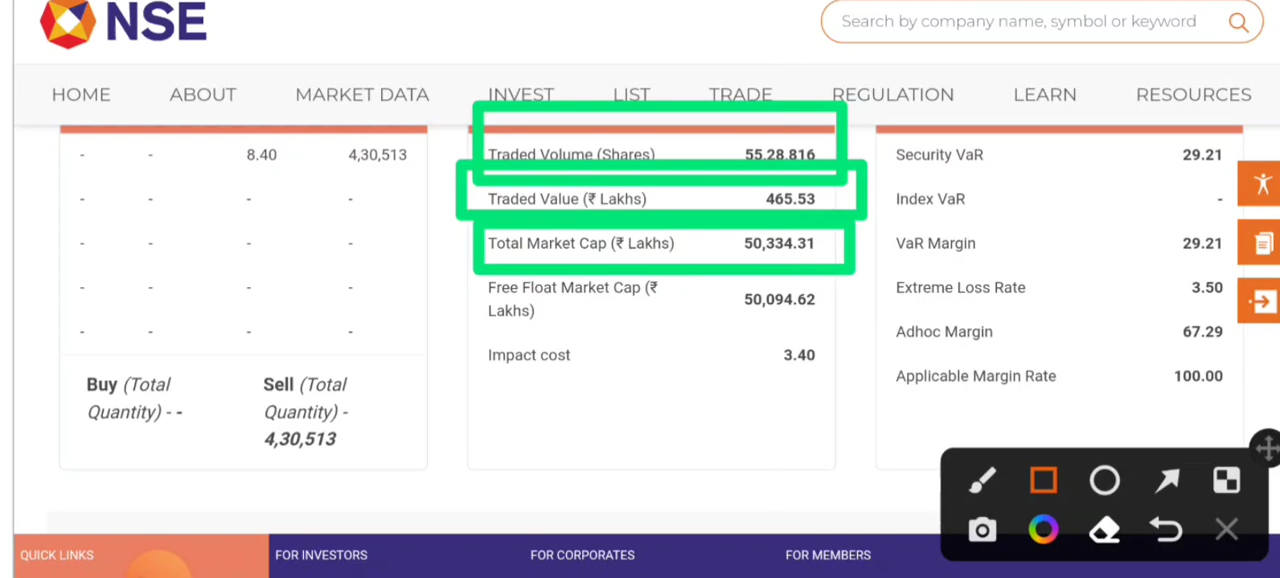 NSE
Search by company name, symbol or keyword
HOME ABOUT MARKET DATA INVEST LIST TRADE REGULATION LEARN RESOURCES
- - 8.40 4,30,513
- - - -
- - - -
- - - -
- - - -
Buy (Total Quantity) - -
Sell (Total Quantity) - 4,30,513
Traded Volume (Shares) 55,28,816
Traded Value (₹ Lakhs) 465.53
Total Market Cap (₹ Lakhs) 50,334.31
Free Float Market Cap (₹ Lakhs) 50,094.62
Impact cost 3.40
Security VaR 29.21
Index VaR -
VaR Margin 29.21
Extreme Loss Rate 3.50
Adhoc Margin 67.29
Applicable Margin Rate 100.00
QUICK LINKS FOR INVESTORS FOR CORPORATES FOR MEMBERS